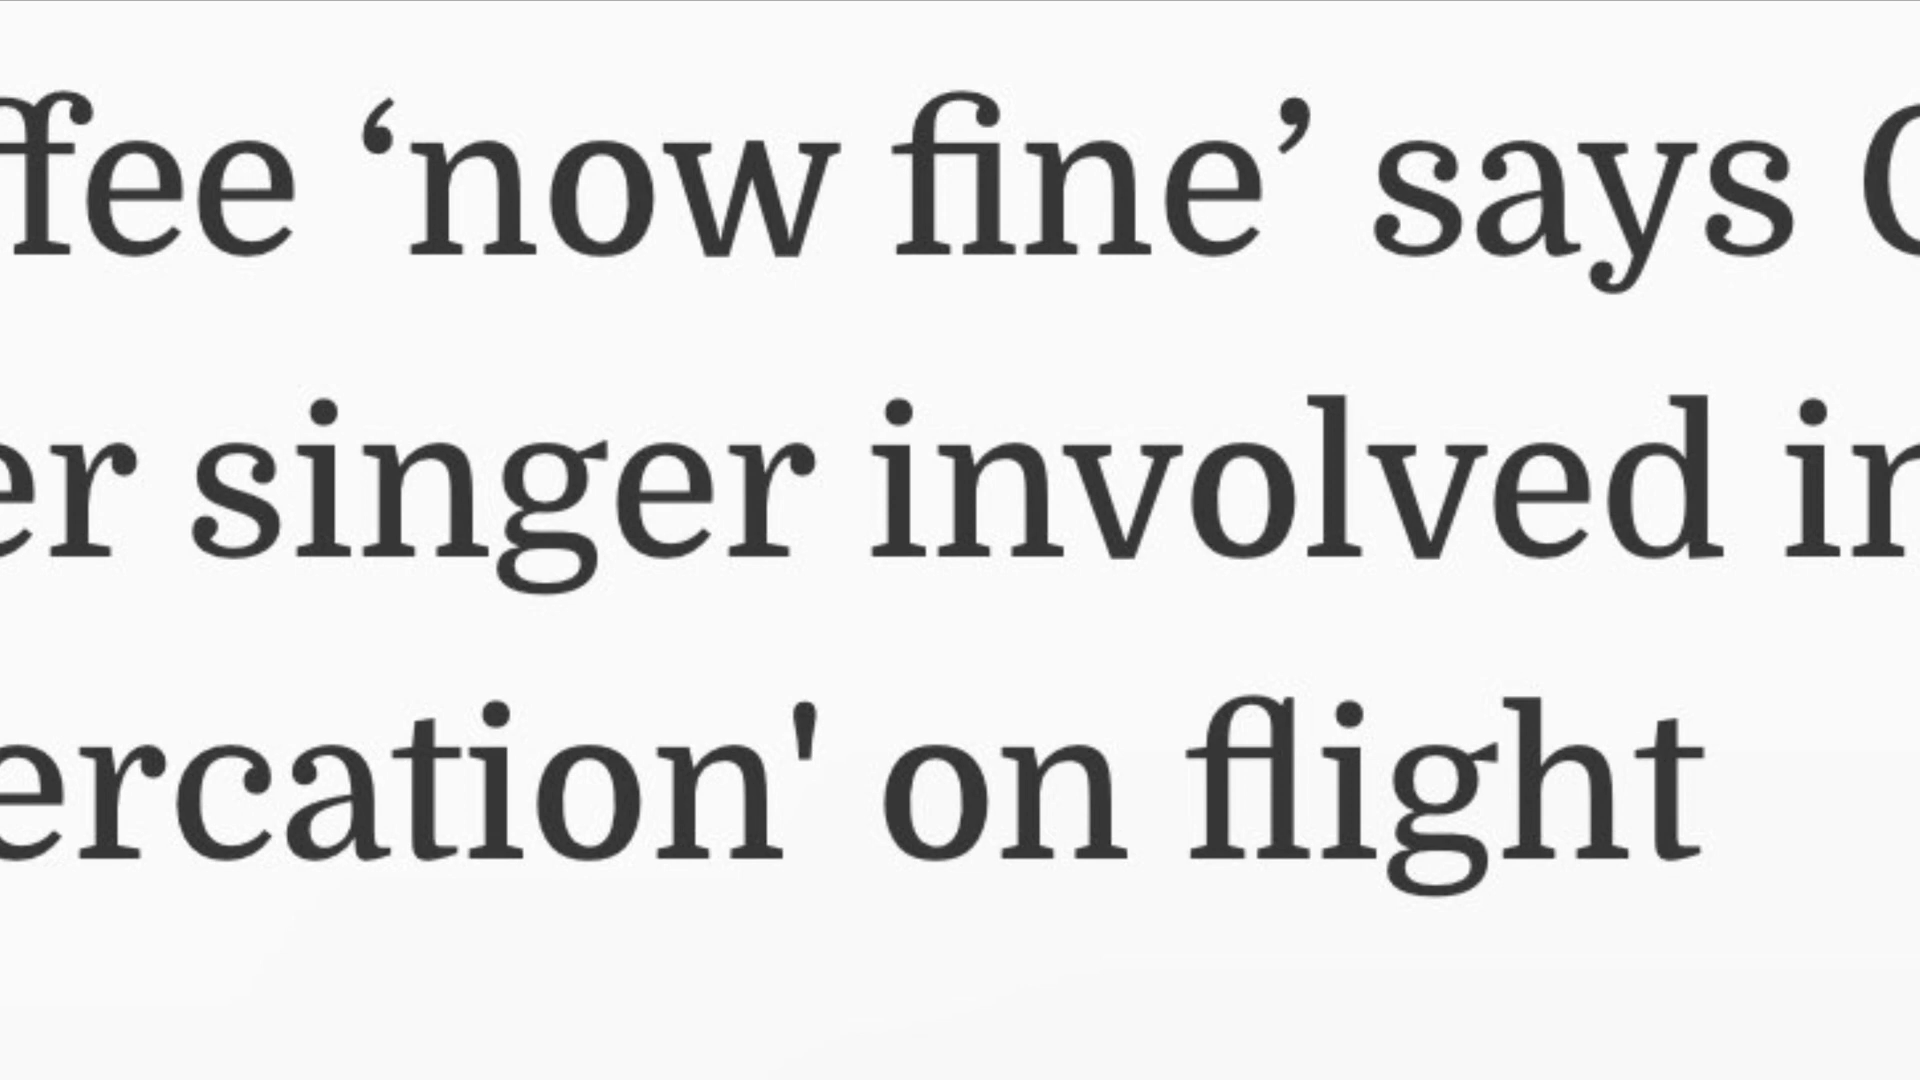 ffee ‘now fine’ says
er singer involved in
ercation' on flight